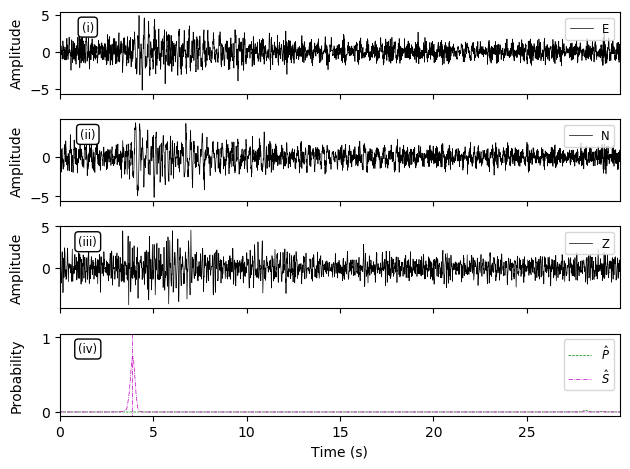 5
0
−5
Amplitude
(i)
E
0
−5
Amplitude
(ii)
N
5
0
Amplitude
(iii)
Z
1
0
Probability
(iv)
P̂
Ŝ
0 5 10 15 20 25
Time (s)